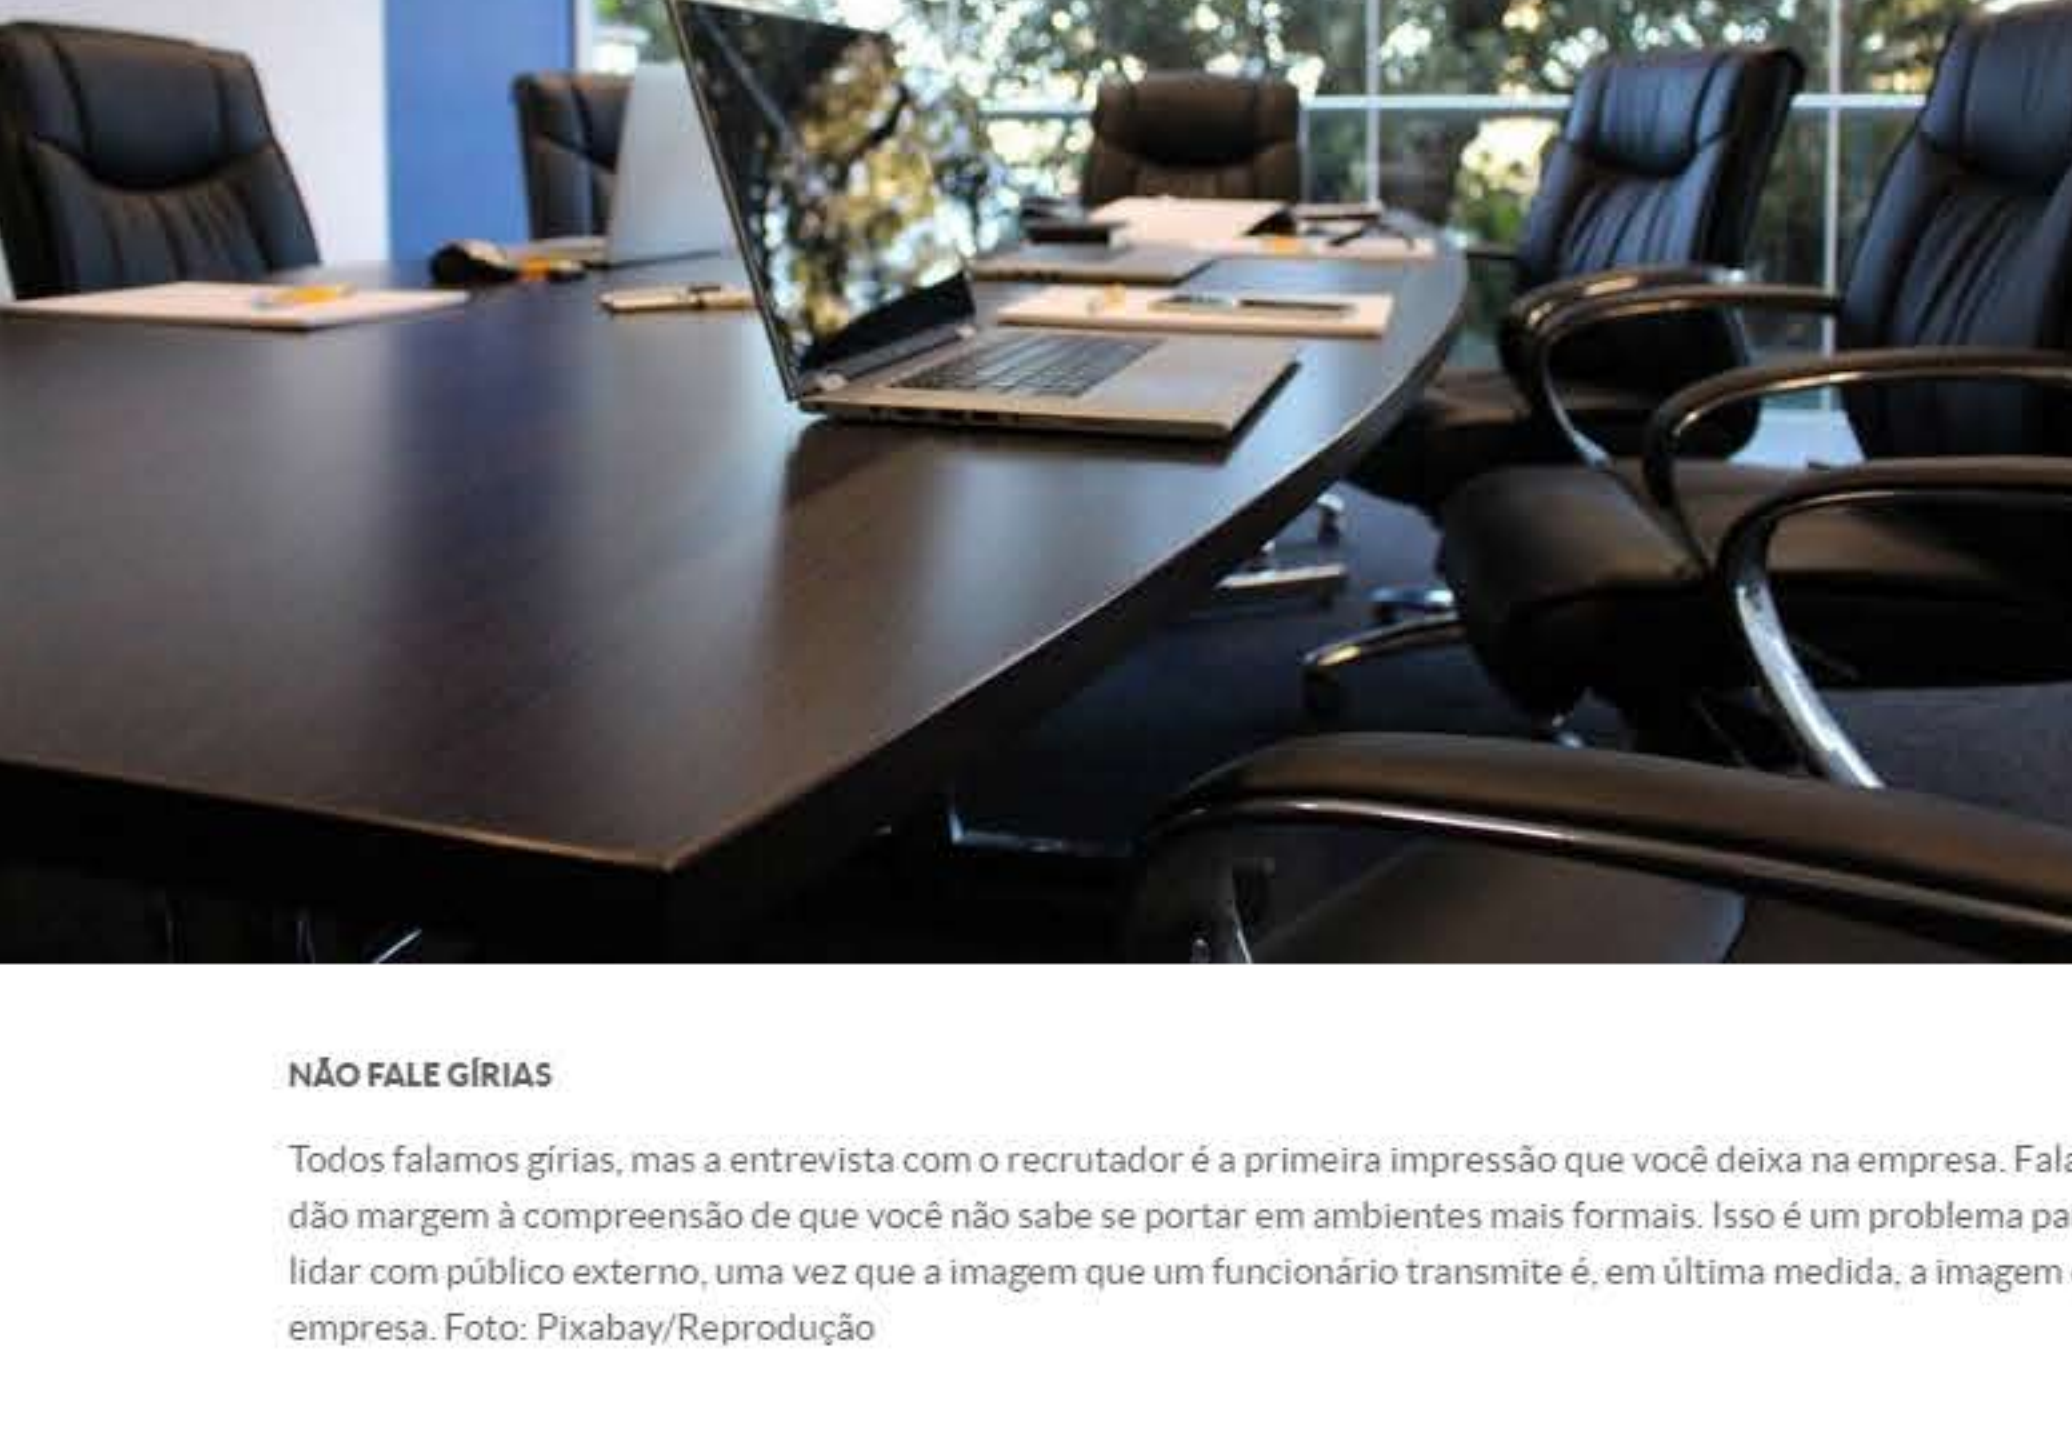 NÃO FALE GÍRIAS
Todos falamos gírias, mas a entrevista com o recrutador é a primeira impressão que você deixa na empresa.
dão margem à compreensão de que você não sabe se portar em ambientes mais formais. Isso é um problema
lidar com público externo, uma vez que a imagem que um funcionário transmite é, em última medida, a imagem
empresa. Foto: Pixabay/Reprodução